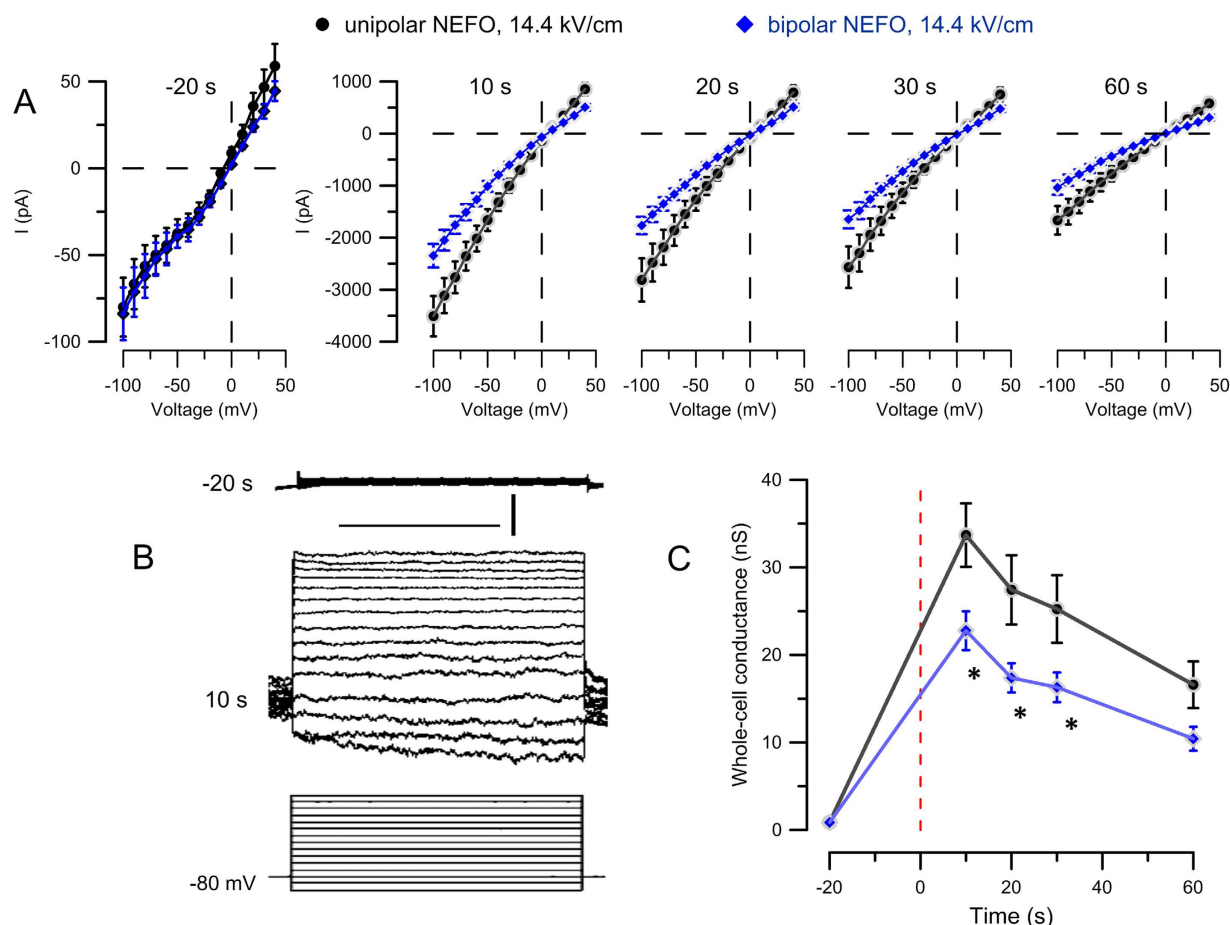 unipolar NEFO, 14.4 kV/cm
bipolar NEFO, 14.4 kV/cm
A
-20 s
10 s
20 s
30 s
60 s
50
0
-50
-100
I (pA)
1000
0
-1000
-2000
-3000
-4000
I (pA)
-100 -50 0 50
-100 -50 0 50
-100 -50 0 50
-100 -50 0 50
-100 -50 0 50
Voltage (mV)
Voltage (mV)
Voltage (mV)
Voltage (mV)
Voltage (mV)
B
-20 s
10 s
-80 mV
C
Whole-cell conductance (nS)
40
30
20
10
0
*
*
*
-20 0 20 40 60
Time (s)